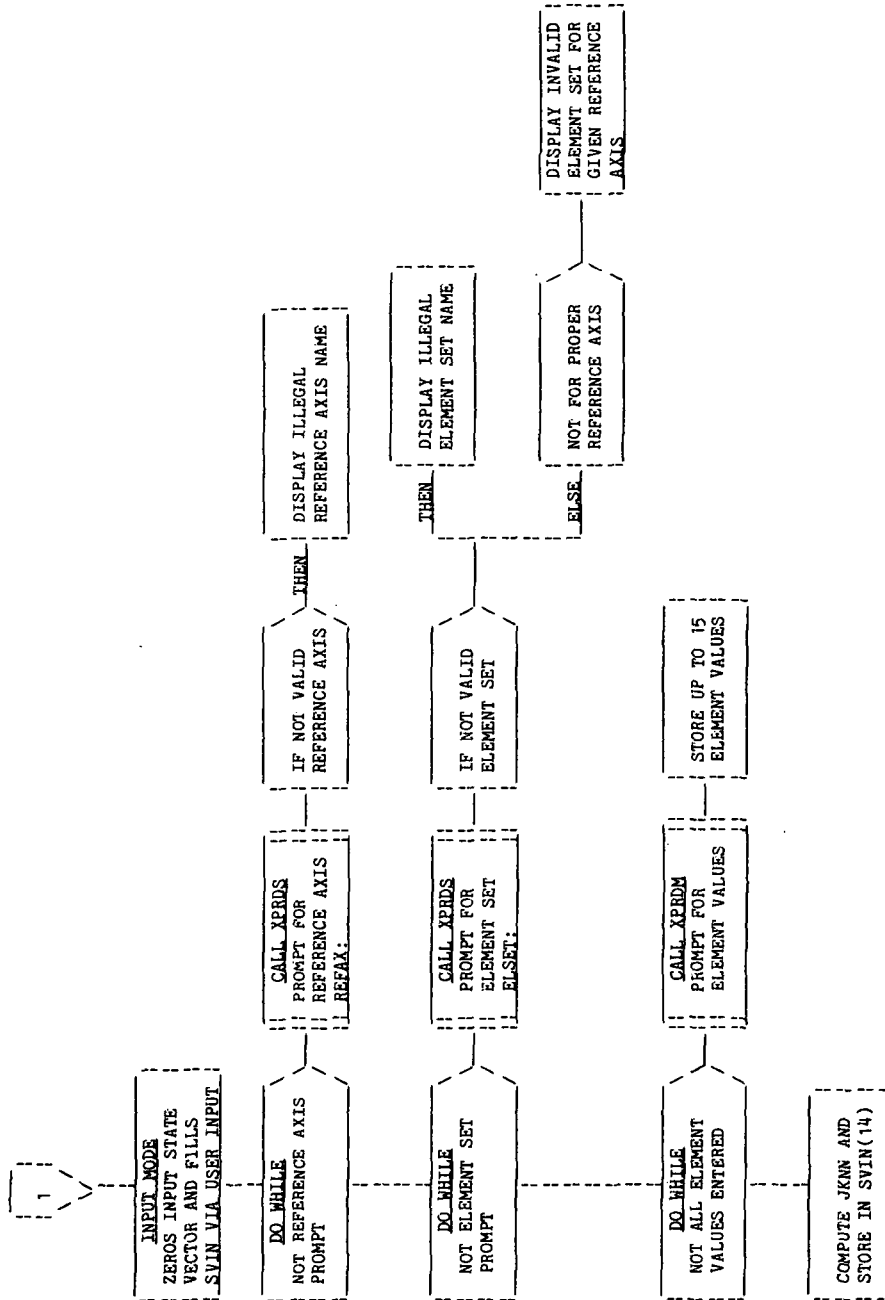 1
INPUT MODE
ZEROS INPUT STATE
VECTOR AND FILLS
SVIN VIA USER INPUT
DO WHILE
NOT REFERENCE AXIS
PROMPT
CALL XPRDS
PROMPT FOR
REFERENCE AXIS
REFAX:
IF NOT VALID
REFERENCE AXIS
THEN
DISPLAY ILLEGAL
REFERENCE AXIS NAME
DO WHILE
NOT ELEMENT SET
PROMPT
CALL XPRDS
PROMPT FOR
ELEMENT SET
ELSET:
IF NOT VALID
ELEMENT SET
THEN
DISPLAY ILLEGAL
ELEMENT SET NAME
ELSE
NOT FOR PROPER
REFERENCE AXIS
DISPLAY INVALID
ELEMENT SET FOR
GIVEN REFERENCE
AXIS
DO WHILE
NOT ALL ELEMENT
VALUES ENTERED
CALL XPRDM
PROMPT FOR
ELEMENT VALUES
STORE UP TO 15
ELEMENT VALUES
COMPUTE JKNN AND
STORE IN SVIN(14)